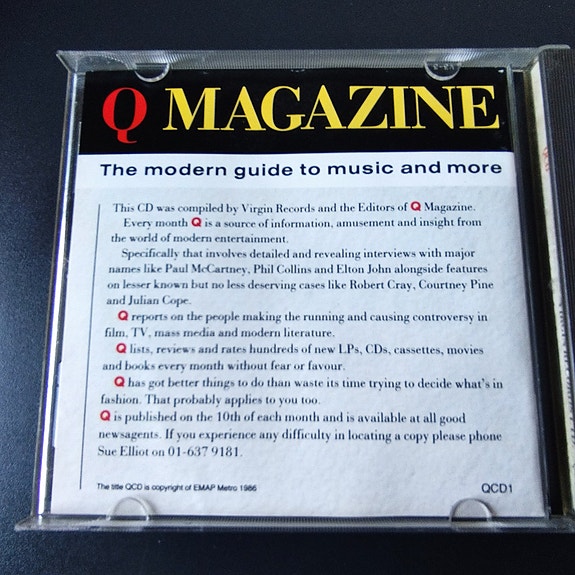 Q MAGAZINE
The modern guide to music and more
This CD was compiled by Virgin Records and the Editors of Q Magazine.
Every month Q is a source of information, amusement and insight from
the world of modern entertainment.
Specifically that involves detailed and revealing interviews with major
names like Paul McCartney, Phil Collins and Elton John alongside features
on lesser known but no less deserving cases like Robert Cray, Courtney Pine
and Julian Cope.
Q reports on the people making the running and causing controversy in
film, TV, mass media and modern literature.
Q lists, reviews and rates hundreds of new LPs, CDs, cassettes, movies
and books every month without fear or favour.
Q has got better things to do than waste its time trying to decide what's in
fashion. That probably applies to you too.
Q is published on the 10th of each month and is available at all good
newsagents. If you experience any difficulty in locating a copy please phone
Sue Elliot on 01-637 9181.
The title QCD is copyright of EMAP Metro 1986
QCD1